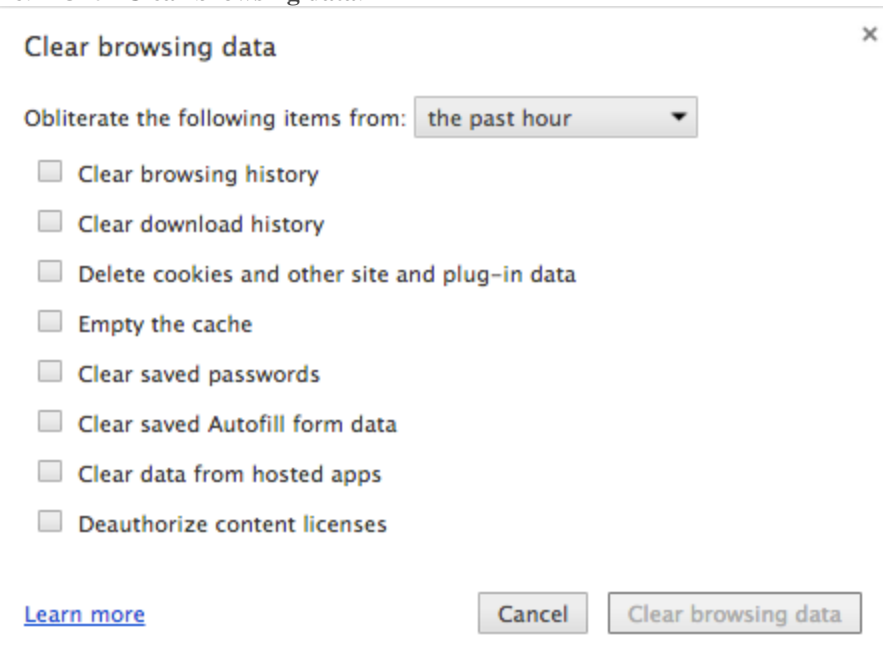 Clear browsing data
Obliterate the following items from: the past hour
Clear browsing history
Clear download history
Delete cookies and other site and plug-in data
Empty the cache
Clear saved passwords
Clear saved Autofill form data
Clear data from hosted apps
Deauthorize content licenses
Learn more Cancel Clear browsing data